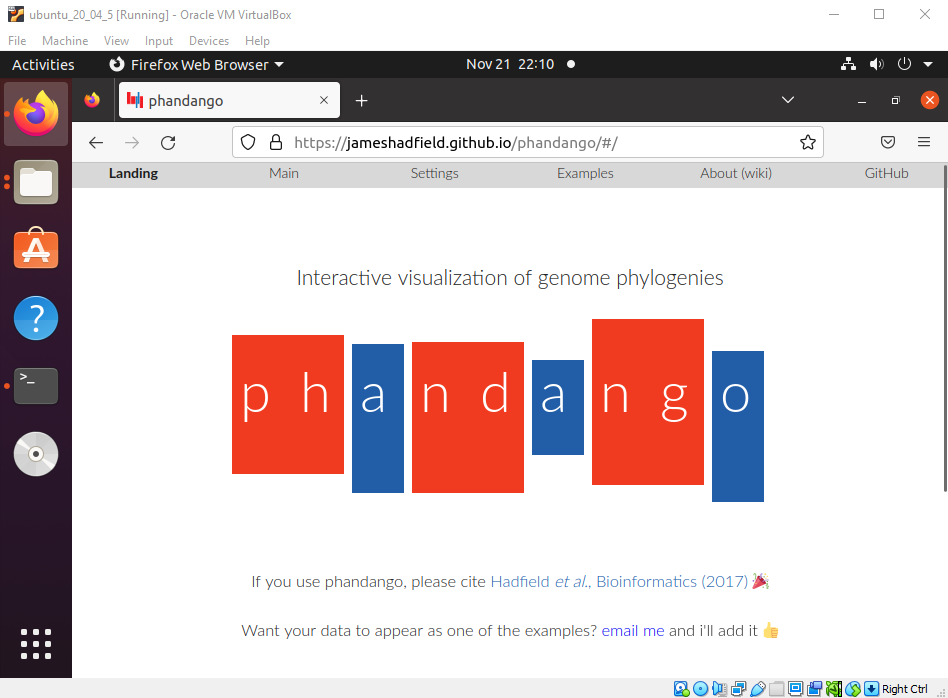 ubuntu_20_04_5 [Running] - Oracle VM VirtualBox
File Machine View Input Devices Help
Activities Firefox Web Browser Nov 21 22:10
phandango
https://jameshadfield.github.io/phandango/#/
Landing Main Settings Examples About (wiki) GitHub
Interactive visualization of genome phylogenies
p h a n d a n g o
If you use phandango, please cite Hadfield et al., Bioinformatics (2017) 🎉
Want your data to appear as one of the examples? email me and i'll add it 👍
Right Ctrl